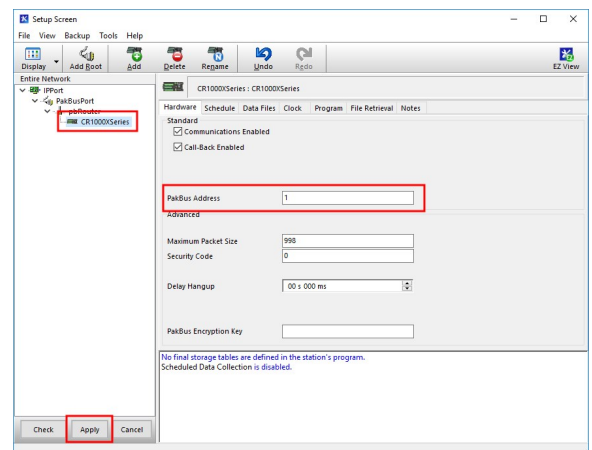 Setup Screen
File View Backup Tools Help
Display Add Root Add Delete Rename Undo Redo EZ View
Entire Network
IPPort
PakBusPort
pbRouter
CR1000XSeries
CR1000XSeries : CR1000XSeries
Hardware Schedule Data Files Clock Program File Retrieval Notes
Standard
Communications Enabled
Call-Back Enabled
PakBus Address 1
Advanced
Maximum Packet Size 998
Security Code 0
Delay Hangup 00 s 000 ms
PakBus Encryption Key
No final storage tables are defined in the station's program.
Scheduled Data Collection is disabled.
Check Apply Cancel